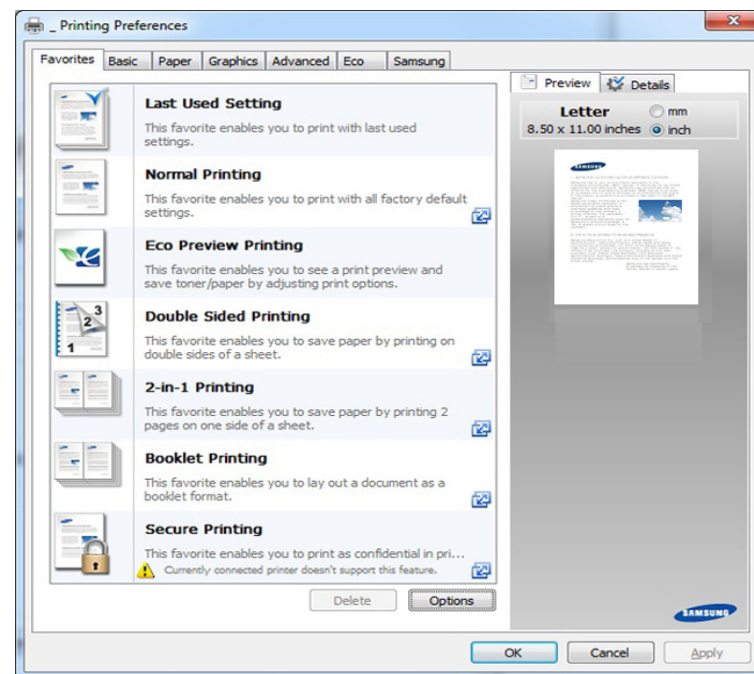 _ Printing Preferences
Favorites Basic Paper Graphics Advanced Eco Samsung
Last Used Setting
This favorite enables you to print with last used
settings.
Normal Printing
This favorite enables you to print with all factory default
settings.
Eco Preview Printing
This favorite enables you to see a print preview and
save toner/paper by adjusting print options.
3
2
1
Double Sided Printing
This favorite enables you to save paper by printing on
double sides of a sheet.
2-in-1 Printing
This favorite enables you to save paper by printing 2
pages on one side of a sheet.
Booklet Printing
This favorite enables you to lay out a document as a
booklet format.
Secure Printing
This favorite enables you to print as confidential in pri...
Currently connected printer doesn't support this feature.
Delete Options
Preview Details
Letter mm
8.50 x 11.00 inches inch
SAMSUNG
SAMSUNG
OK Cancel Apply